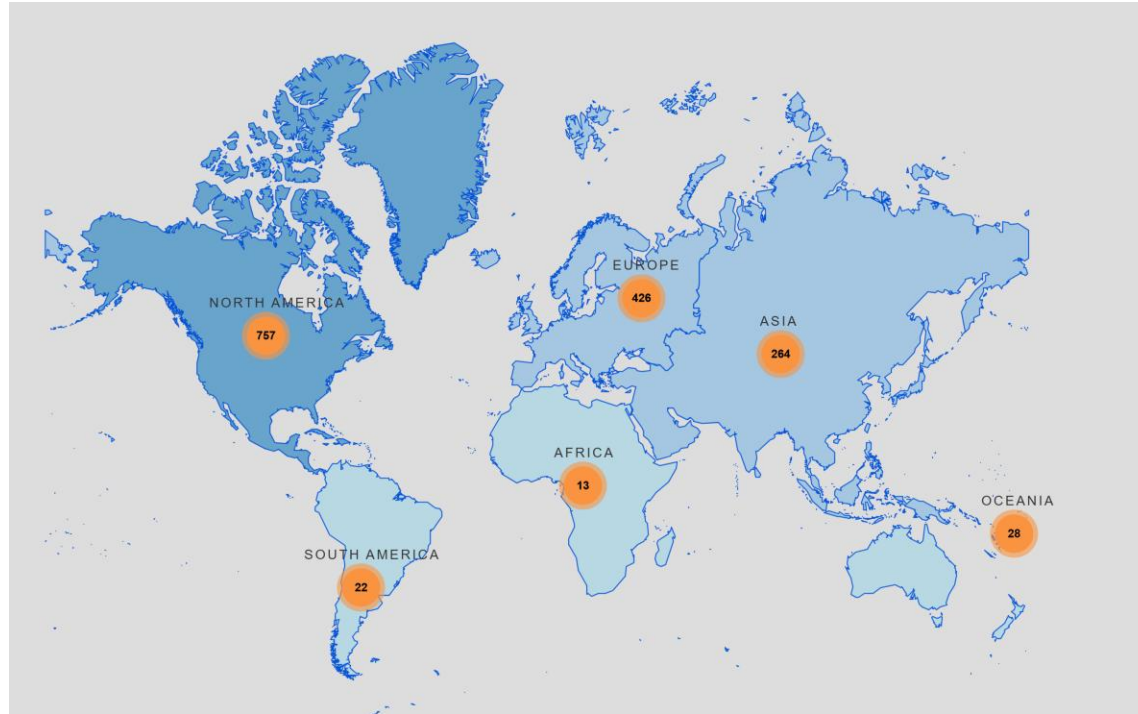 EUROPE
426
NORTH AMERICA
757
ASIA
264
AFRICA
13
OCEANIA
28
SOUTH AMERICA
22